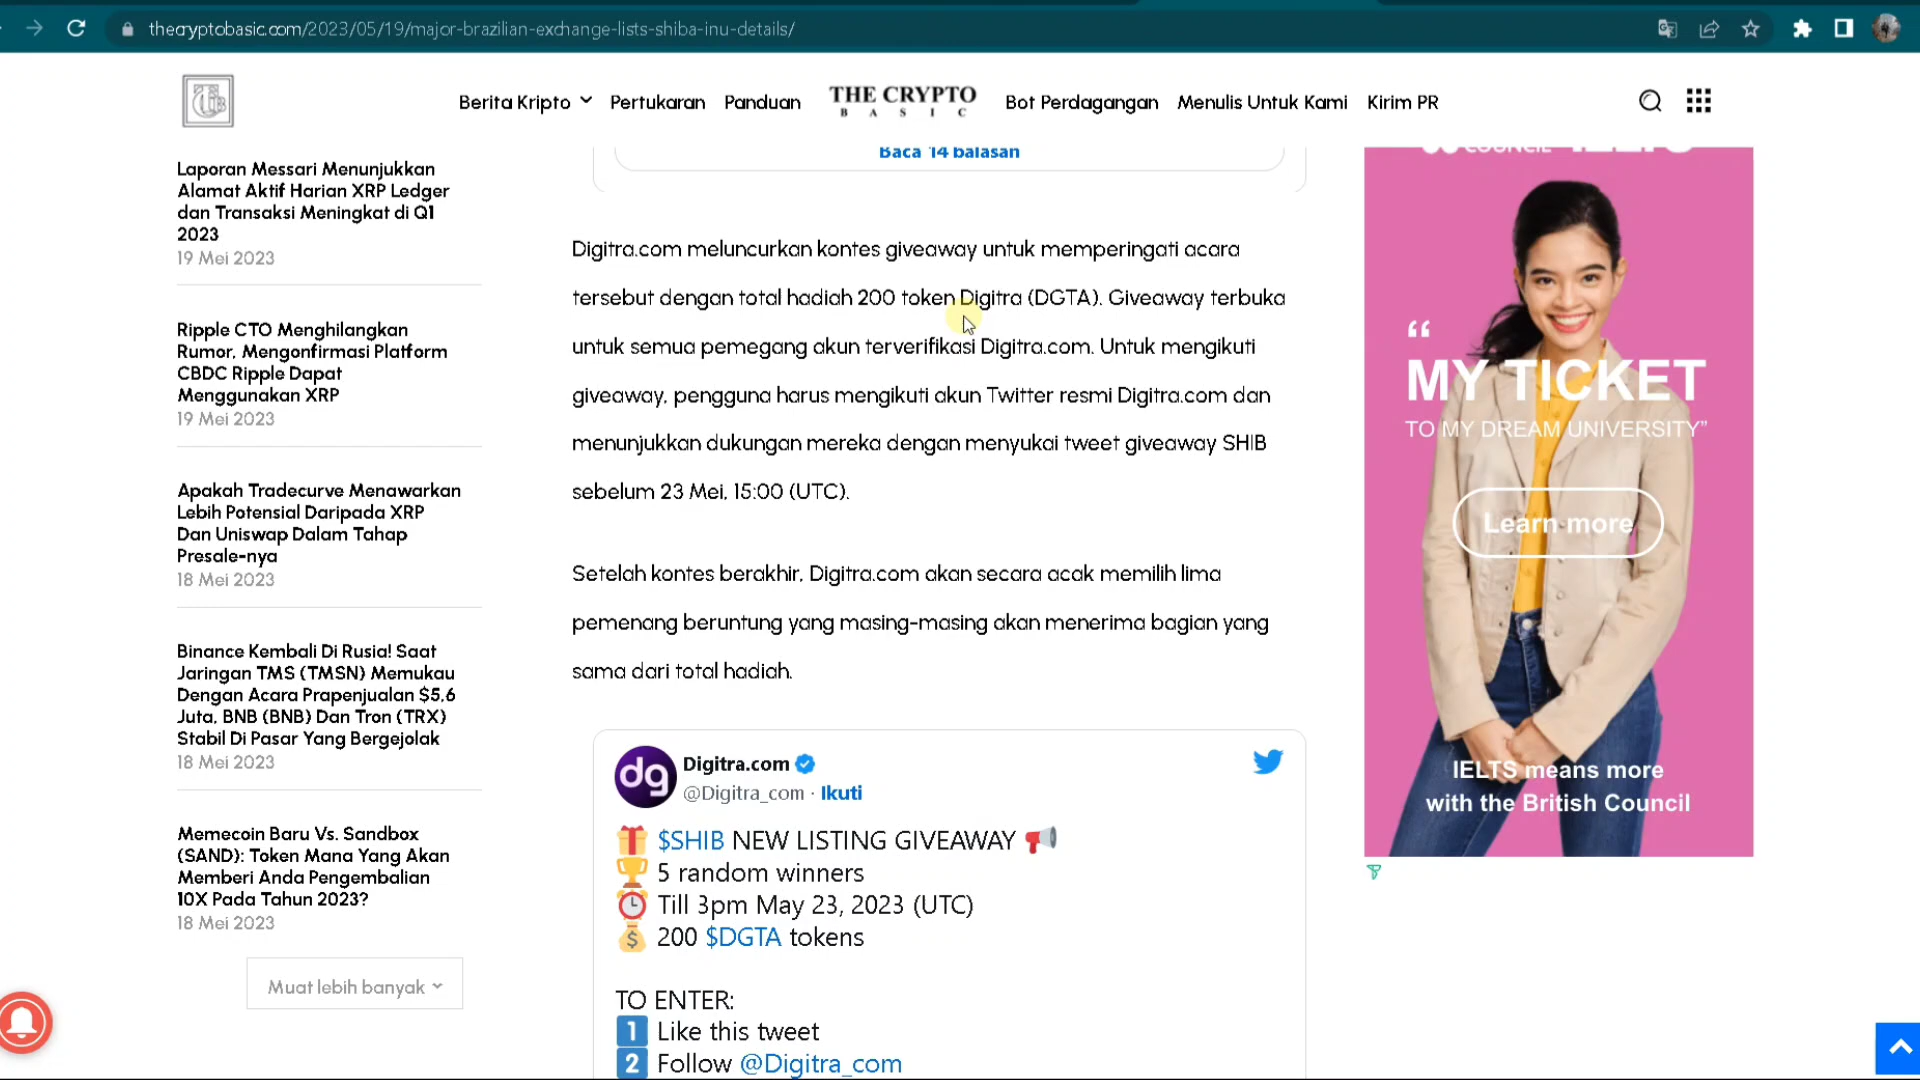 thecryptobasic.com/2023/05/19/major-brazilian-exchange-lists-shiba-inu-details/
Berita Kripto
Pertukaran
Panduan
THE CRYPTO
BASIC
Bot Perdagangan
Menulis Untuk Kami
Kirim PR
Laporan Messari Menunjukkan
Alamat Aktif Harian XRP Ledger
dan Transaksi Meningkat di Q1
2023
19 Mei 2023
Ripple CTO Menghilangkan
Rumor, Mengonfirmasi Platform
CBDC Ripple Dapat
Menggunakan XRP
19 Mei 2023
Apakah Tradecurve Menawarkan
Lebih Potensial Daripada XRP
Dan Uniswap Dalam Tahap
Presale-nya
18 Mei 2023
Binance Kembali Di Rusia! Saat
Jaringan TMS (TMSN) Memukau
Dengan Acara Prapenjualan $5,6
Juta, BNB (BNB) Dan Tron (TRX)
Stabil Di Pasar Yang Bergejolak
18 Mei 2023
Memecoin Baru Vs. Sandbox
(SAND): Token Mana Yang Akan
Memberi Anda Pengembalian
10X Pada Tahun 2023?
18 Mei 2023
Muat lebih banyak
Baca 14 balasan
Digitra.com meluncurkan kontes giveaway untuk memperingati acara
tersebut dengan total hadiah 200 token Digitra (DGTA). Giveaway terbuka
untuk semua pemegang akun terverifikasi Digitra.com. Untuk mengikuti
giveaway, pengguna harus mengikuti akun Twitter resmi Digitra.com dan
menunjukkan dukungan mereka dengan menyukai tweet giveaway SHIB
sebelum 23 Mei, 15:00 (UTC).
Setelah kontes berakhir, Digitra.com akan secara acak memilih lima
pemenang beruntung yang masing-masing akan menerima bagian yang
sama dari total hadiah.
dg
Digitra.com
@Digitra_com · Ikuti
🎁 $SHIB NEW LISTING GIVEAWAY 📢
🏆 5 random winners
⏰ Till 3pm May 23, 2023 (UTC)
💰 200 $DGTA tokens
TO ENTER:
1️⃣ Like this tweet
2️⃣ Follow @Digitra_com
COUNCIL IELTS
“
MY TICKET
TO MY DREAM UNIVERSITY”
Learn more
IELTS means more
with the British Council